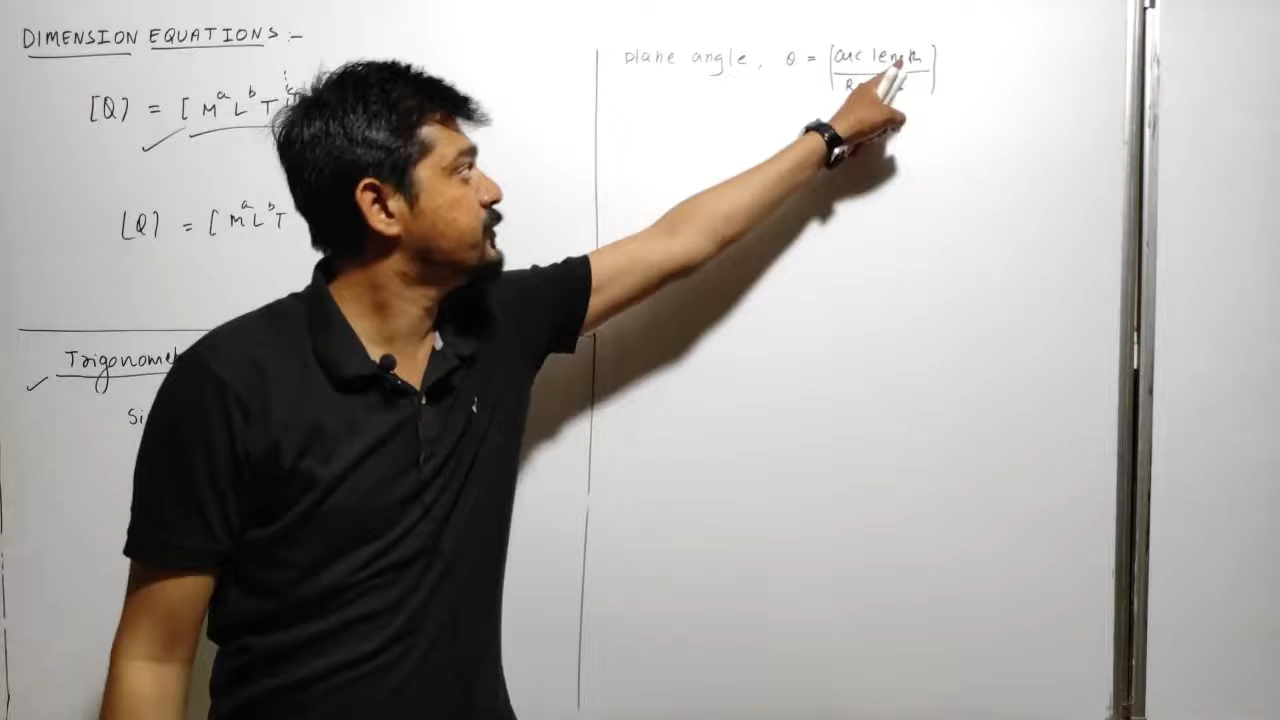 DIMENSION EQUATIONS :-
[Q] = [ M^a L^b T^c
[Q] = [ M^a L^b T
Trigonomet
Si
plane angle, θ = [arc length